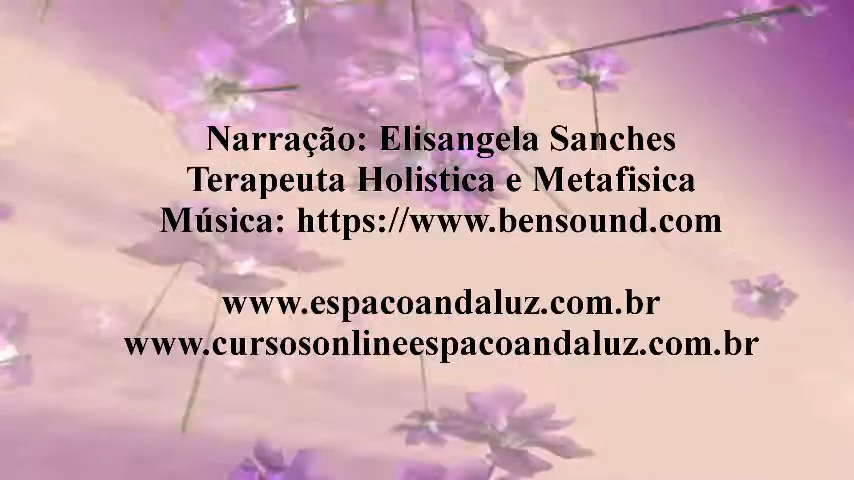 Narração: Elisangela Sanches
Terapeuta Holistica e Metafisica
Música: https://www.bensound.com
www.espacoandaluz.com.br
www.cursosonlineespacoandaluz.com.br